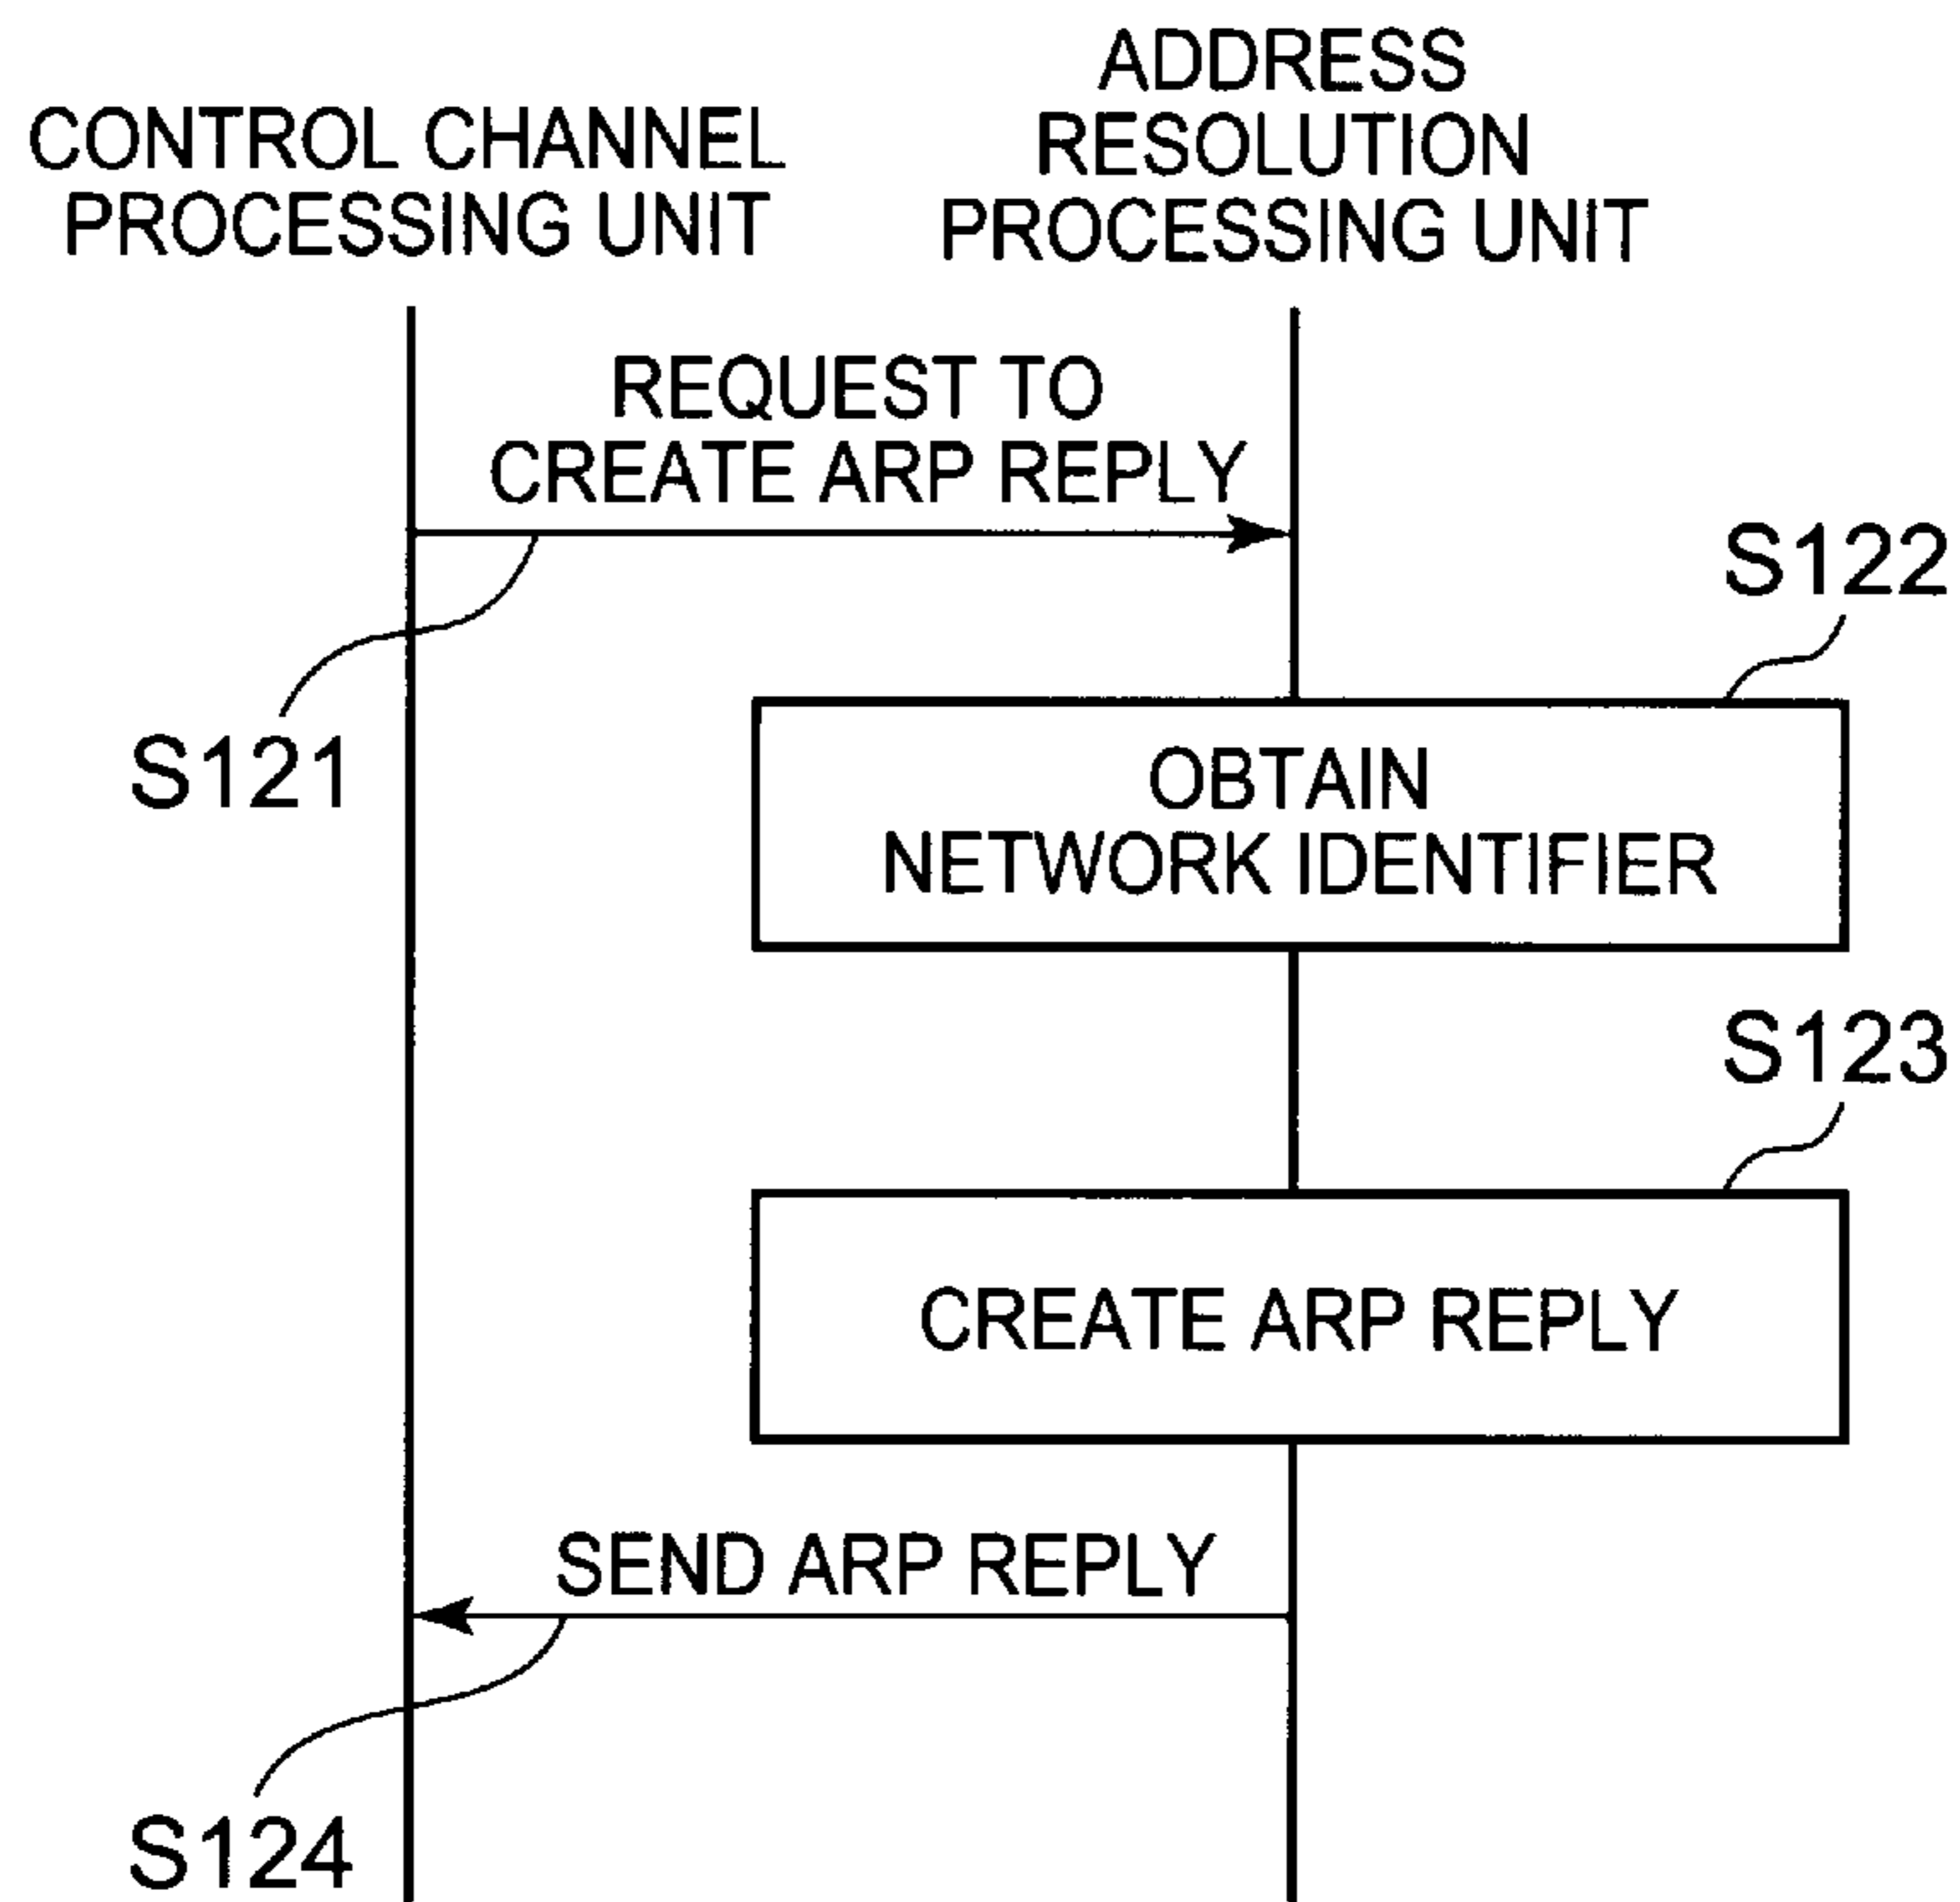 CONTROL CHANNEL
PROCESSING UNIT
ADDRESS
RESOLUTION
PROCESSING UNIT
REQUEST TO
CREATE ARP REPLY
S121
S122
OBTAIN
NETWORK IDENTIFIER
S123
CREATE ARP REPLY
SEND ARP REPLY
S124